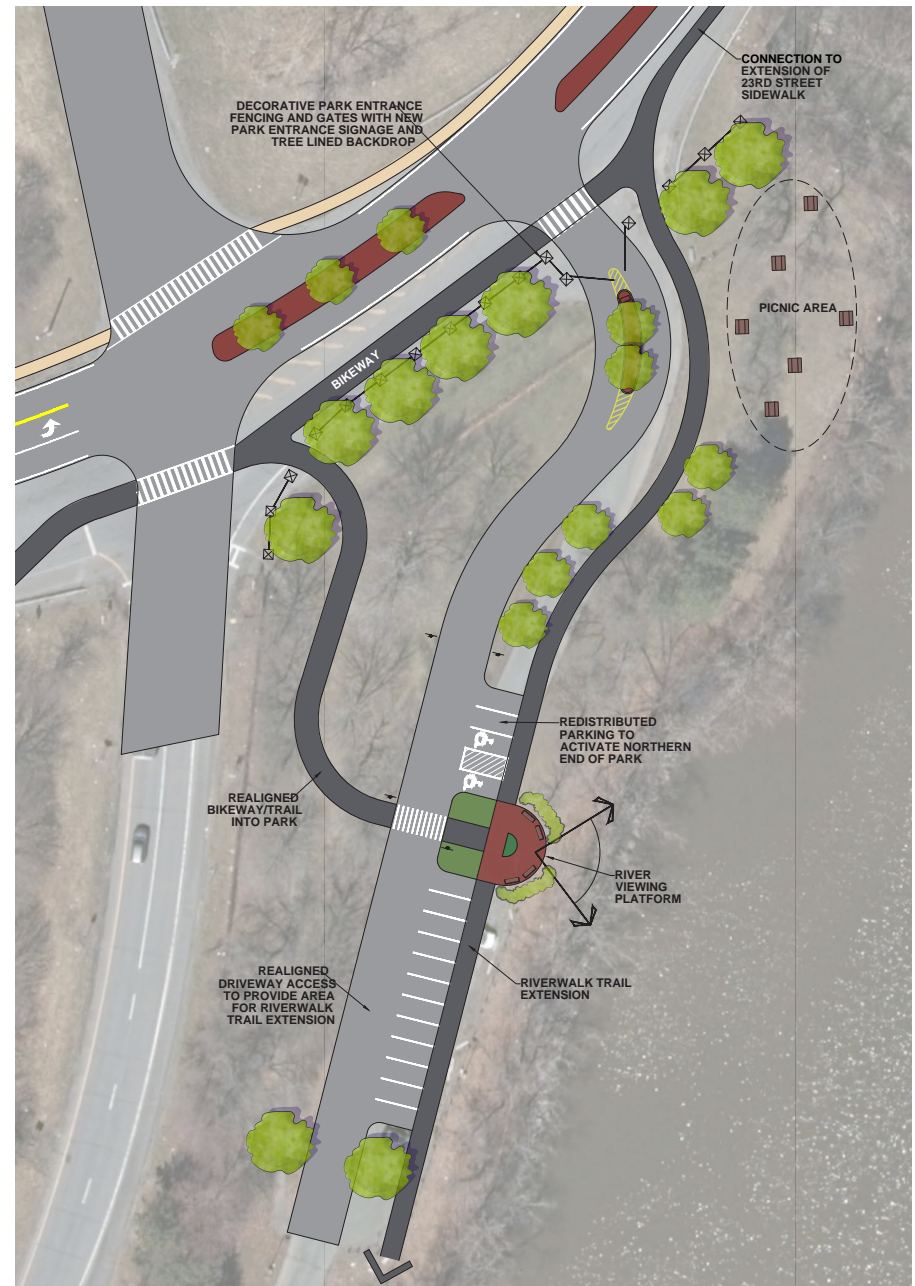 CONNECTION TO
EXTENSION OF
23RD STREET
SIDEWALK
DECORATIVE PARK ENTRANCE
FENCING AND GATES WITH NEW
PARK ENTRANCE SIGNAGE AND
TREE LINED BACKDROP
PICNIC AREA
BIKEWAY
REDISTRIBUTED
PARKING TO
ACTIVATE NORTHERN
END OF PARK
REALIGNED
BIKEWAY/TRAIL
INTO PARK
RIVER
VIEWING
PLATFORM
REALIGNED
DRIVEWAY ACCESS
TO PROVIDE AREA
FOR RIVERWALK
TRAIL EXTENSION
RIVERWALK TRAIL
EXTENSION